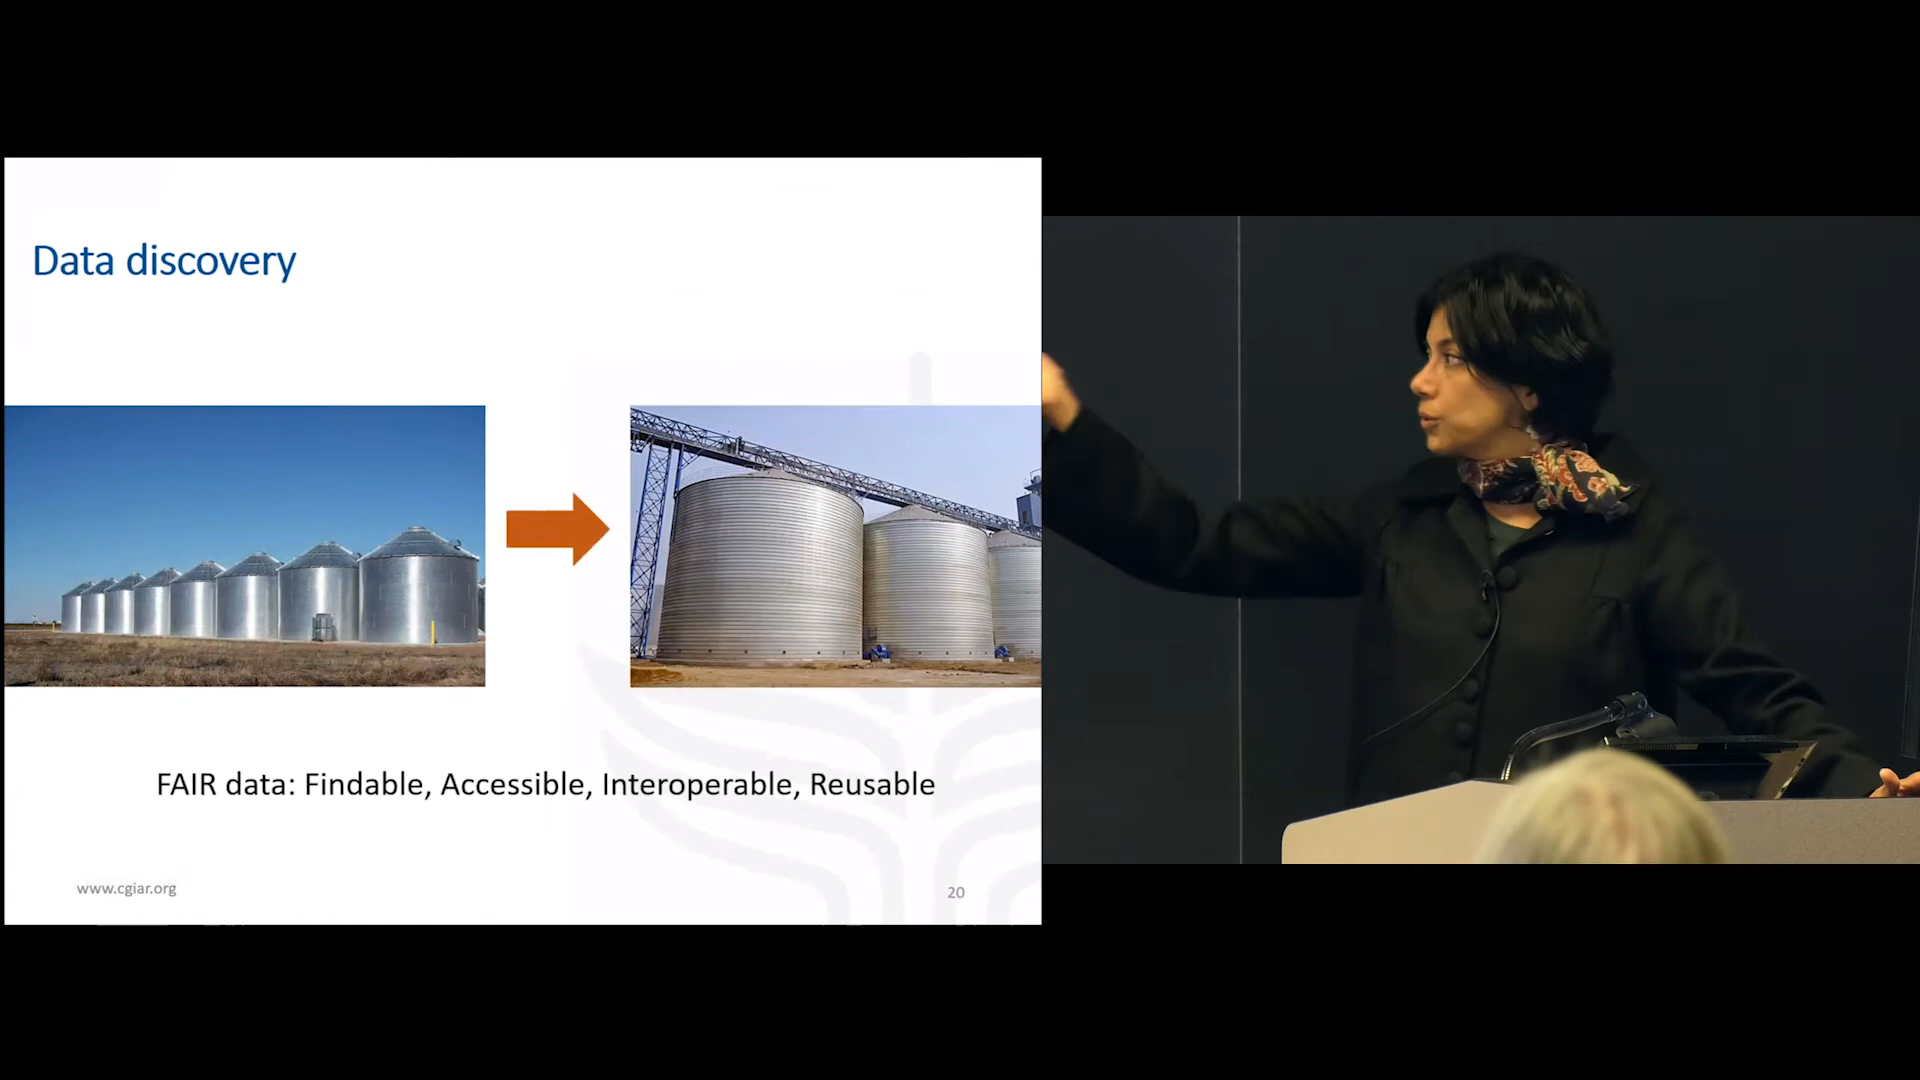 Data discovery
FAIR data: Findable, Accessible, Interoperable, Reusable
www.cgiar.org
20